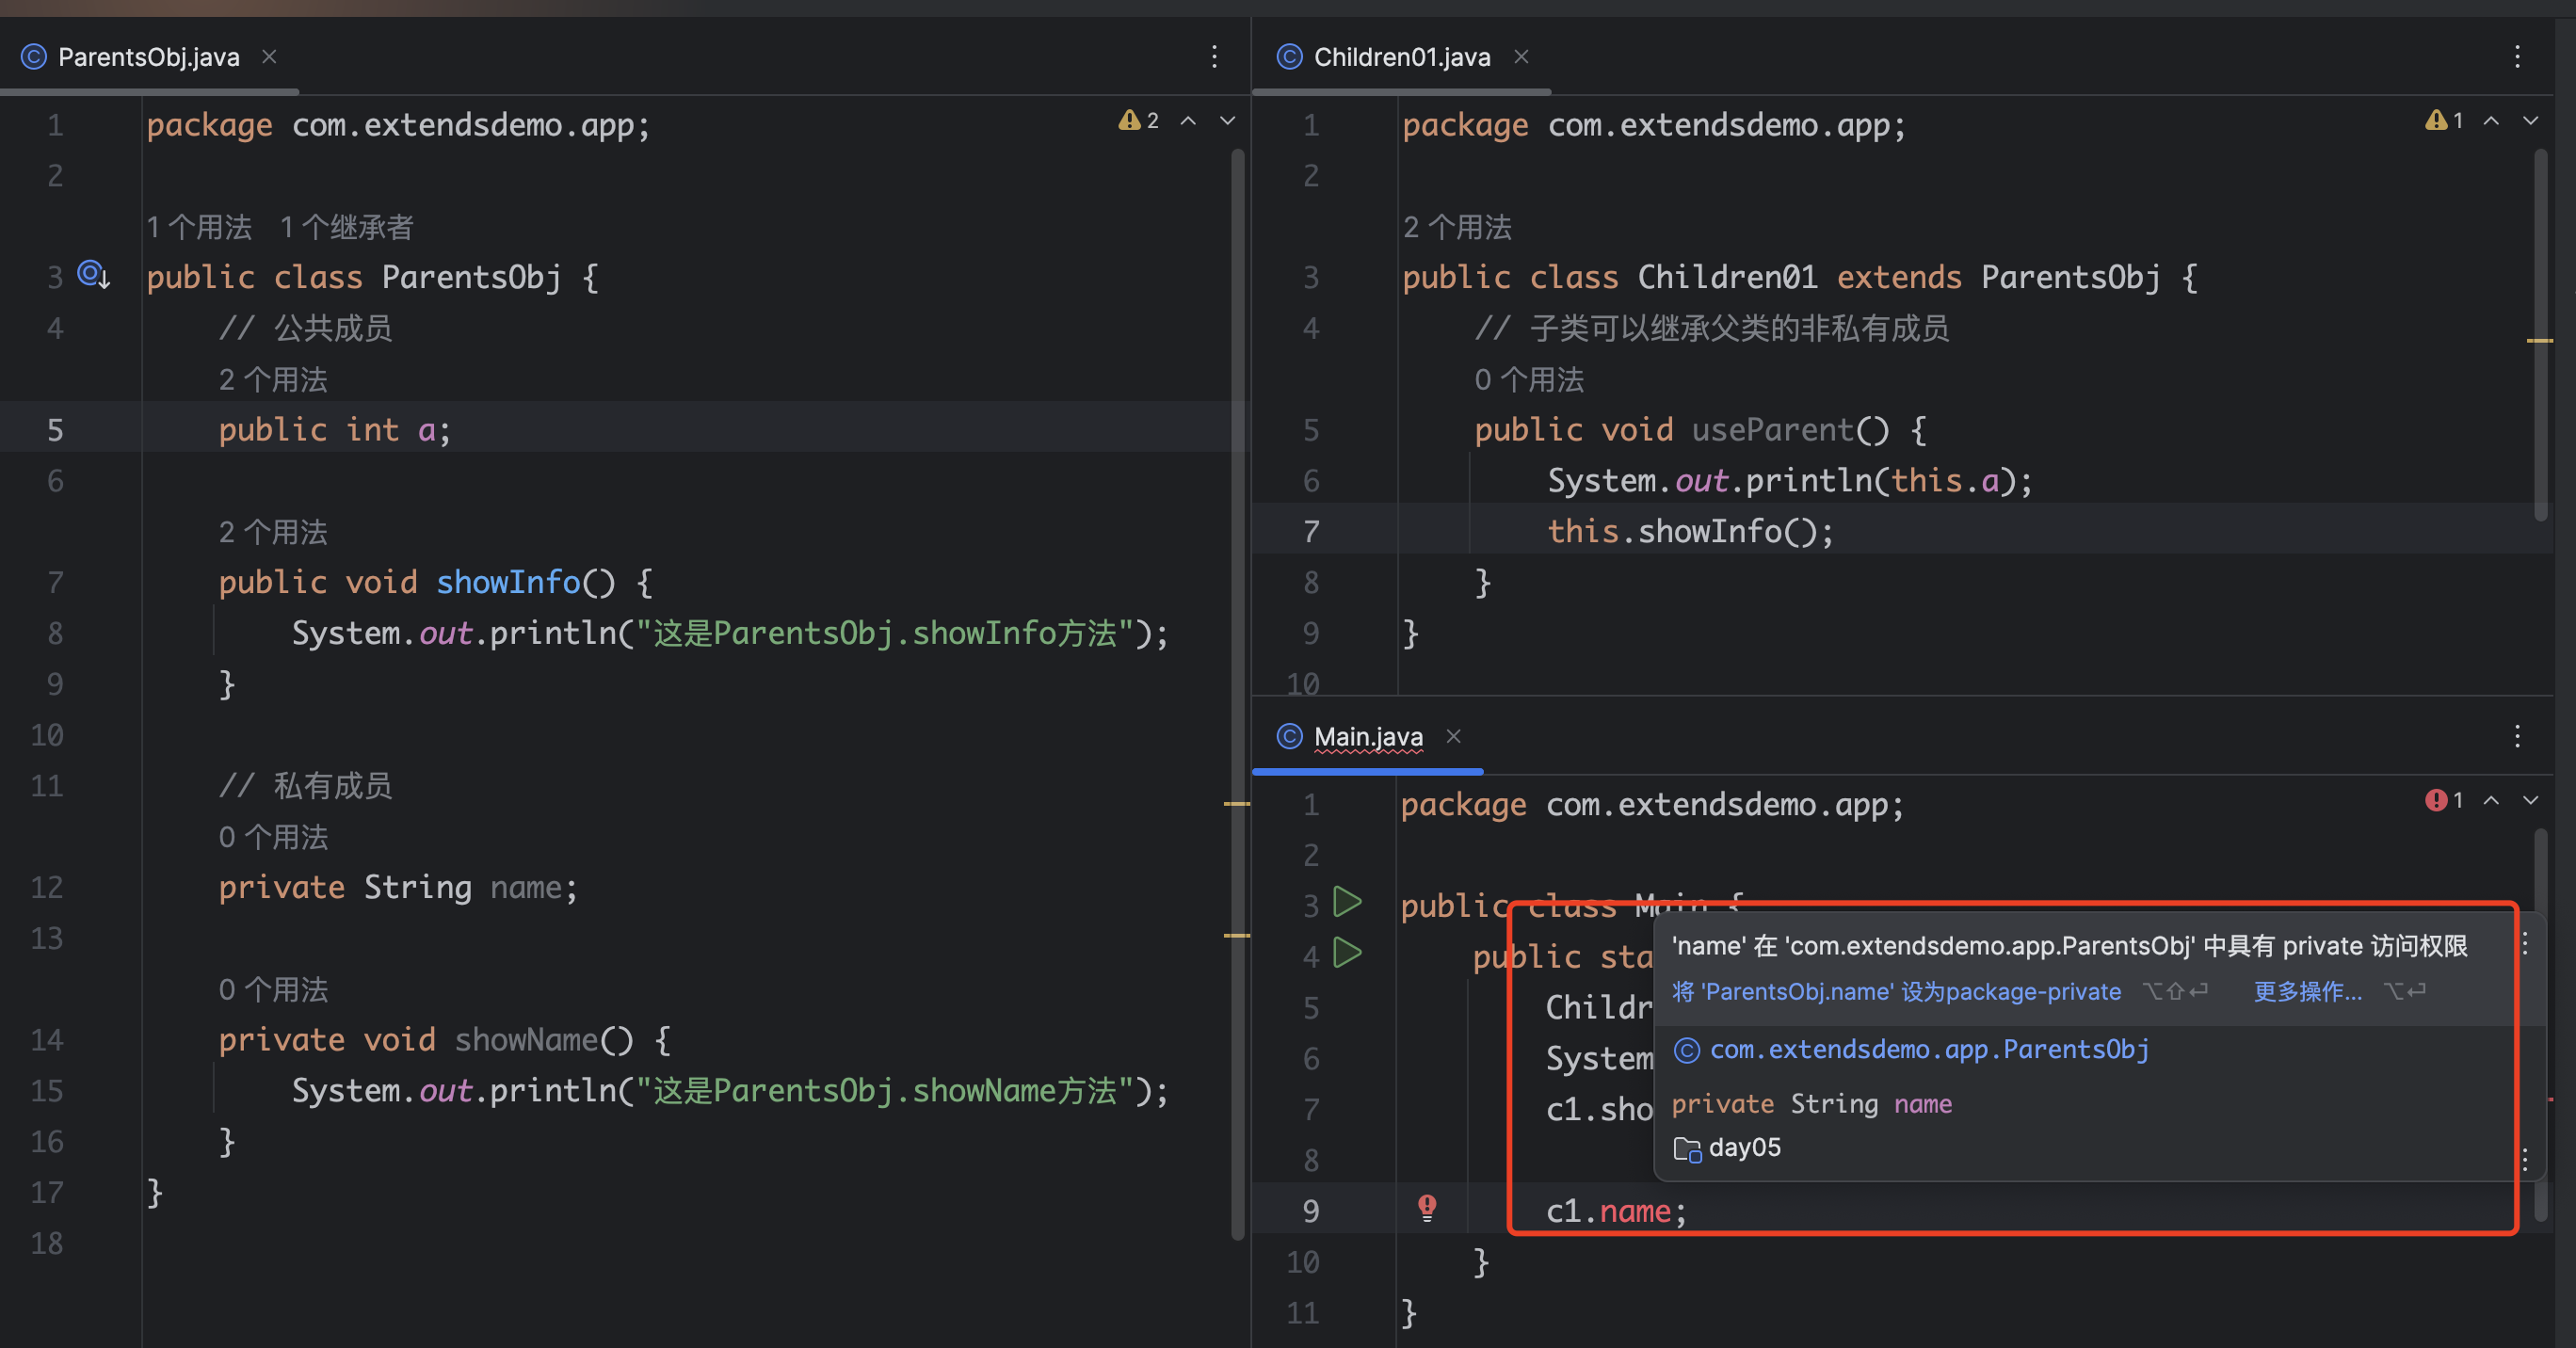 ParentsObj.java
2
1 package com.extendsdemo.app;
2
1 个用法 1 个继承者
3 public class ParentsObj {
4 // 公共成员
2 个用法
5 public int a;
6
2 个用法
7 public void showInfo() {
8 System.out.println("这是ParentsObj.showInfo方法");
9 }
10
11 // 私有成员
0 个用法
12 private String name;
13
0 个用法
14 private void showName() {
15 System.out.println("这是ParentsObj.showName方法");
16 }
17 }
18
Children01.java
1
1 package com.extendsdemo.app;
2
2 个用法
3 public class Children01 extends ParentsObj {
4 // 子类可以继承父类的非私有成员
0 个用法
5 public void useParent() {
6 System.out.println(this.a);
7 this.showInfo();
8 }
9 }
10
Main.java
1
1 package com.extendsdemo.app;
2
3 public class Main {
4 public sta
5 Childr
6 System
7 c1.sho
8
9 c1.name;
10 }
11 }
'name' 在 'com.extendsdemo.app.ParentsObj' 中具有 private 访问权限
将 'ParentsObj.name' 设为package-private ⌥⇧⏎ 更多操作... ⌥⏎
com.extendsdemo.app.ParentsObj
private String name
day05